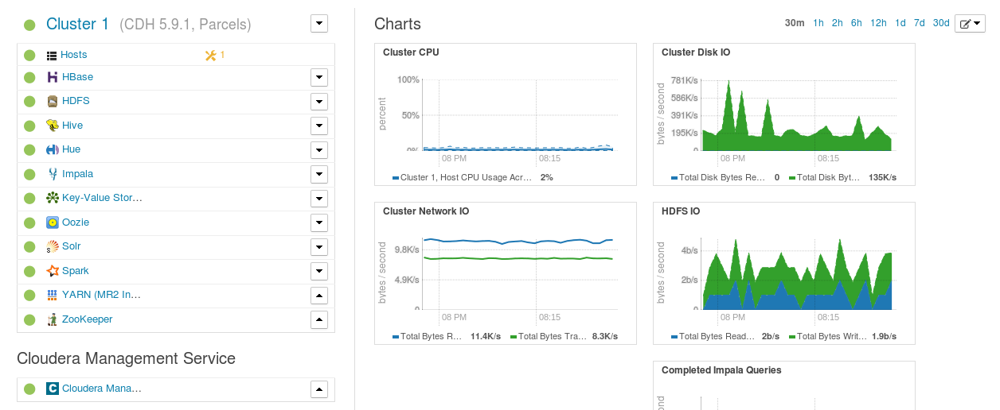 Cluster 1 (CDH 5.9.1, Parcels)
Hosts 1
HBase
HDFS
Hive
Hue
Impala
Key-Value Stor...
Oozie
Solr
Spark
YARN (MR2 In...
ZooKeeper
Cloudera Management Service
Cloudera Mana...
Charts
30m 1h 2h 6h 12h 1d 7d 30d
Cluster CPU
percent
100%
50%
0%
08 PM 08:15
Cluster 1, Host CPU Usage Acr... 2%
Cluster Disk IO
bytes / second
781K/s
586K/s
391K/s
195K/s
0
08 PM 08:15
Total Disk Bytes Re... 0 Total Disk Byt... 135K/s
Cluster Network IO
bytes / second
9.8K/s
4.9K/s
0
08 PM 08:15
Total Bytes R... 11.4K/s Total Bytes Tra... 8.3K/s
HDFS IO
bytes / second
4b/s
2b/s
0
08 PM 08:15
Total Bytes Read... 2b/s Total Bytes Writ... 1.9b/s
Completed Impala Queries